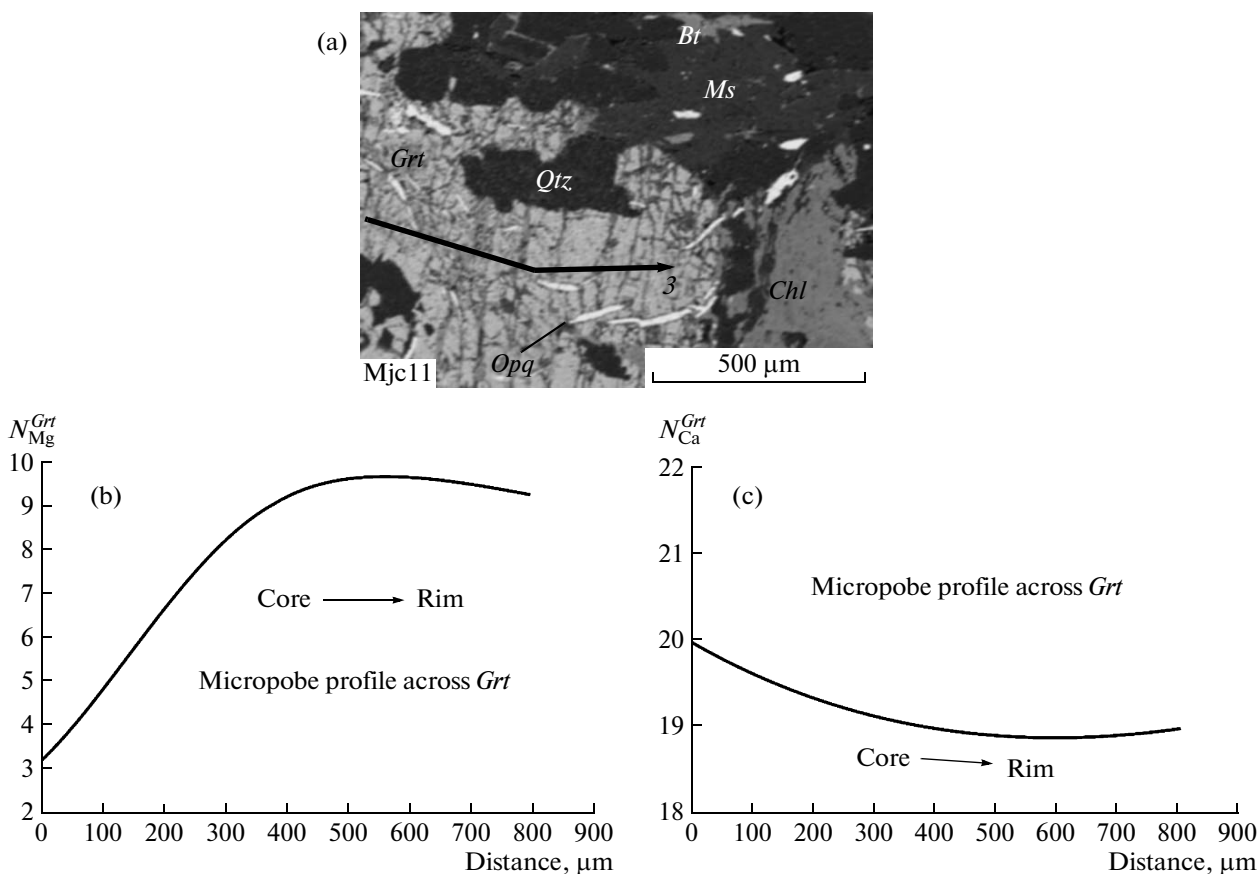 (a)
Bt
Ms
Grt
Qtz
3
Chl
Opq
Mjc11
500 µm
N Grt Mg
10
9
8
7
6
5
4
3
2
(b)
Core → Rim
Micropobe profile across Grt
0 100 200 300 400 500 600 700 800 900
Distance, µm
N Grt Ca
22
21
20
19
18
(c)
Micropobe profile across Grt
Core → Rim
0 100 200 300 400 500 600 700 800 900
Distance, µm